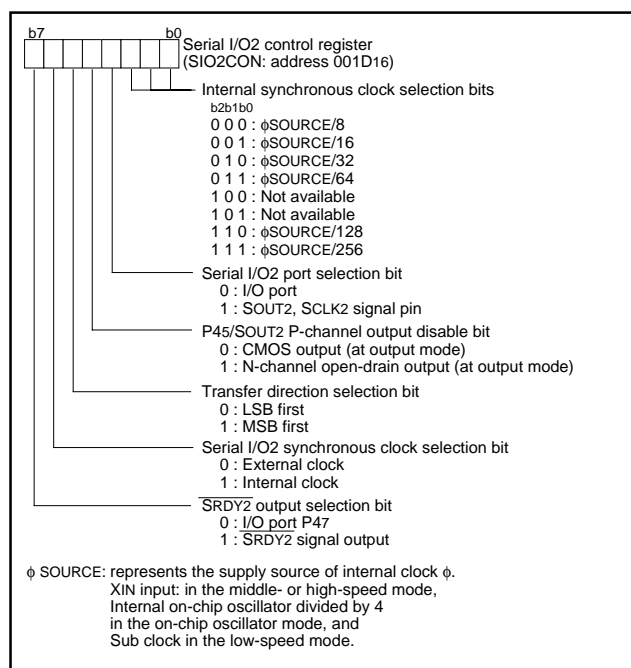 b7 b0
Serial I/O2 control register
(SIO2CON: address 001D16)
Internal synchronous clock selection bits
b2b1b0
0 0 0 : φSOURCE/8
0 0 1 : φSOURCE/16
0 1 0 : φSOURCE/32
0 1 1 : φSOURCE/64
1 0 0 : Not available
1 0 1 : Not available
1 1 0 : φSOURCE/128
1 1 1 : φSOURCE/256
Serial I/O2 port selection bit
0 : I/O port
1 : SOUT2, SCLK2 signal pin
P45/SOUT2 P-channel output disable bit
0 : CMOS output (at output mode)
1 : N-channel open-drain output (at output mode)
Transfer direction selection bit
0 : LSB first
1 : MSB first
Serial I/O2 synchronous clock selection bit
0 : External clock
1 : Internal clock
SRDY2 output selection bit
0 : I/O port P47
1 : SRDY2 signal output
φ SOURCE: represents the supply source of internal clock φ.
XIN input: in the middle- or high-speed mode,
Internal on-chip oscillator divided by 4
in the on-chip oscillator mode, and
Sub clock in the low-speed mode.